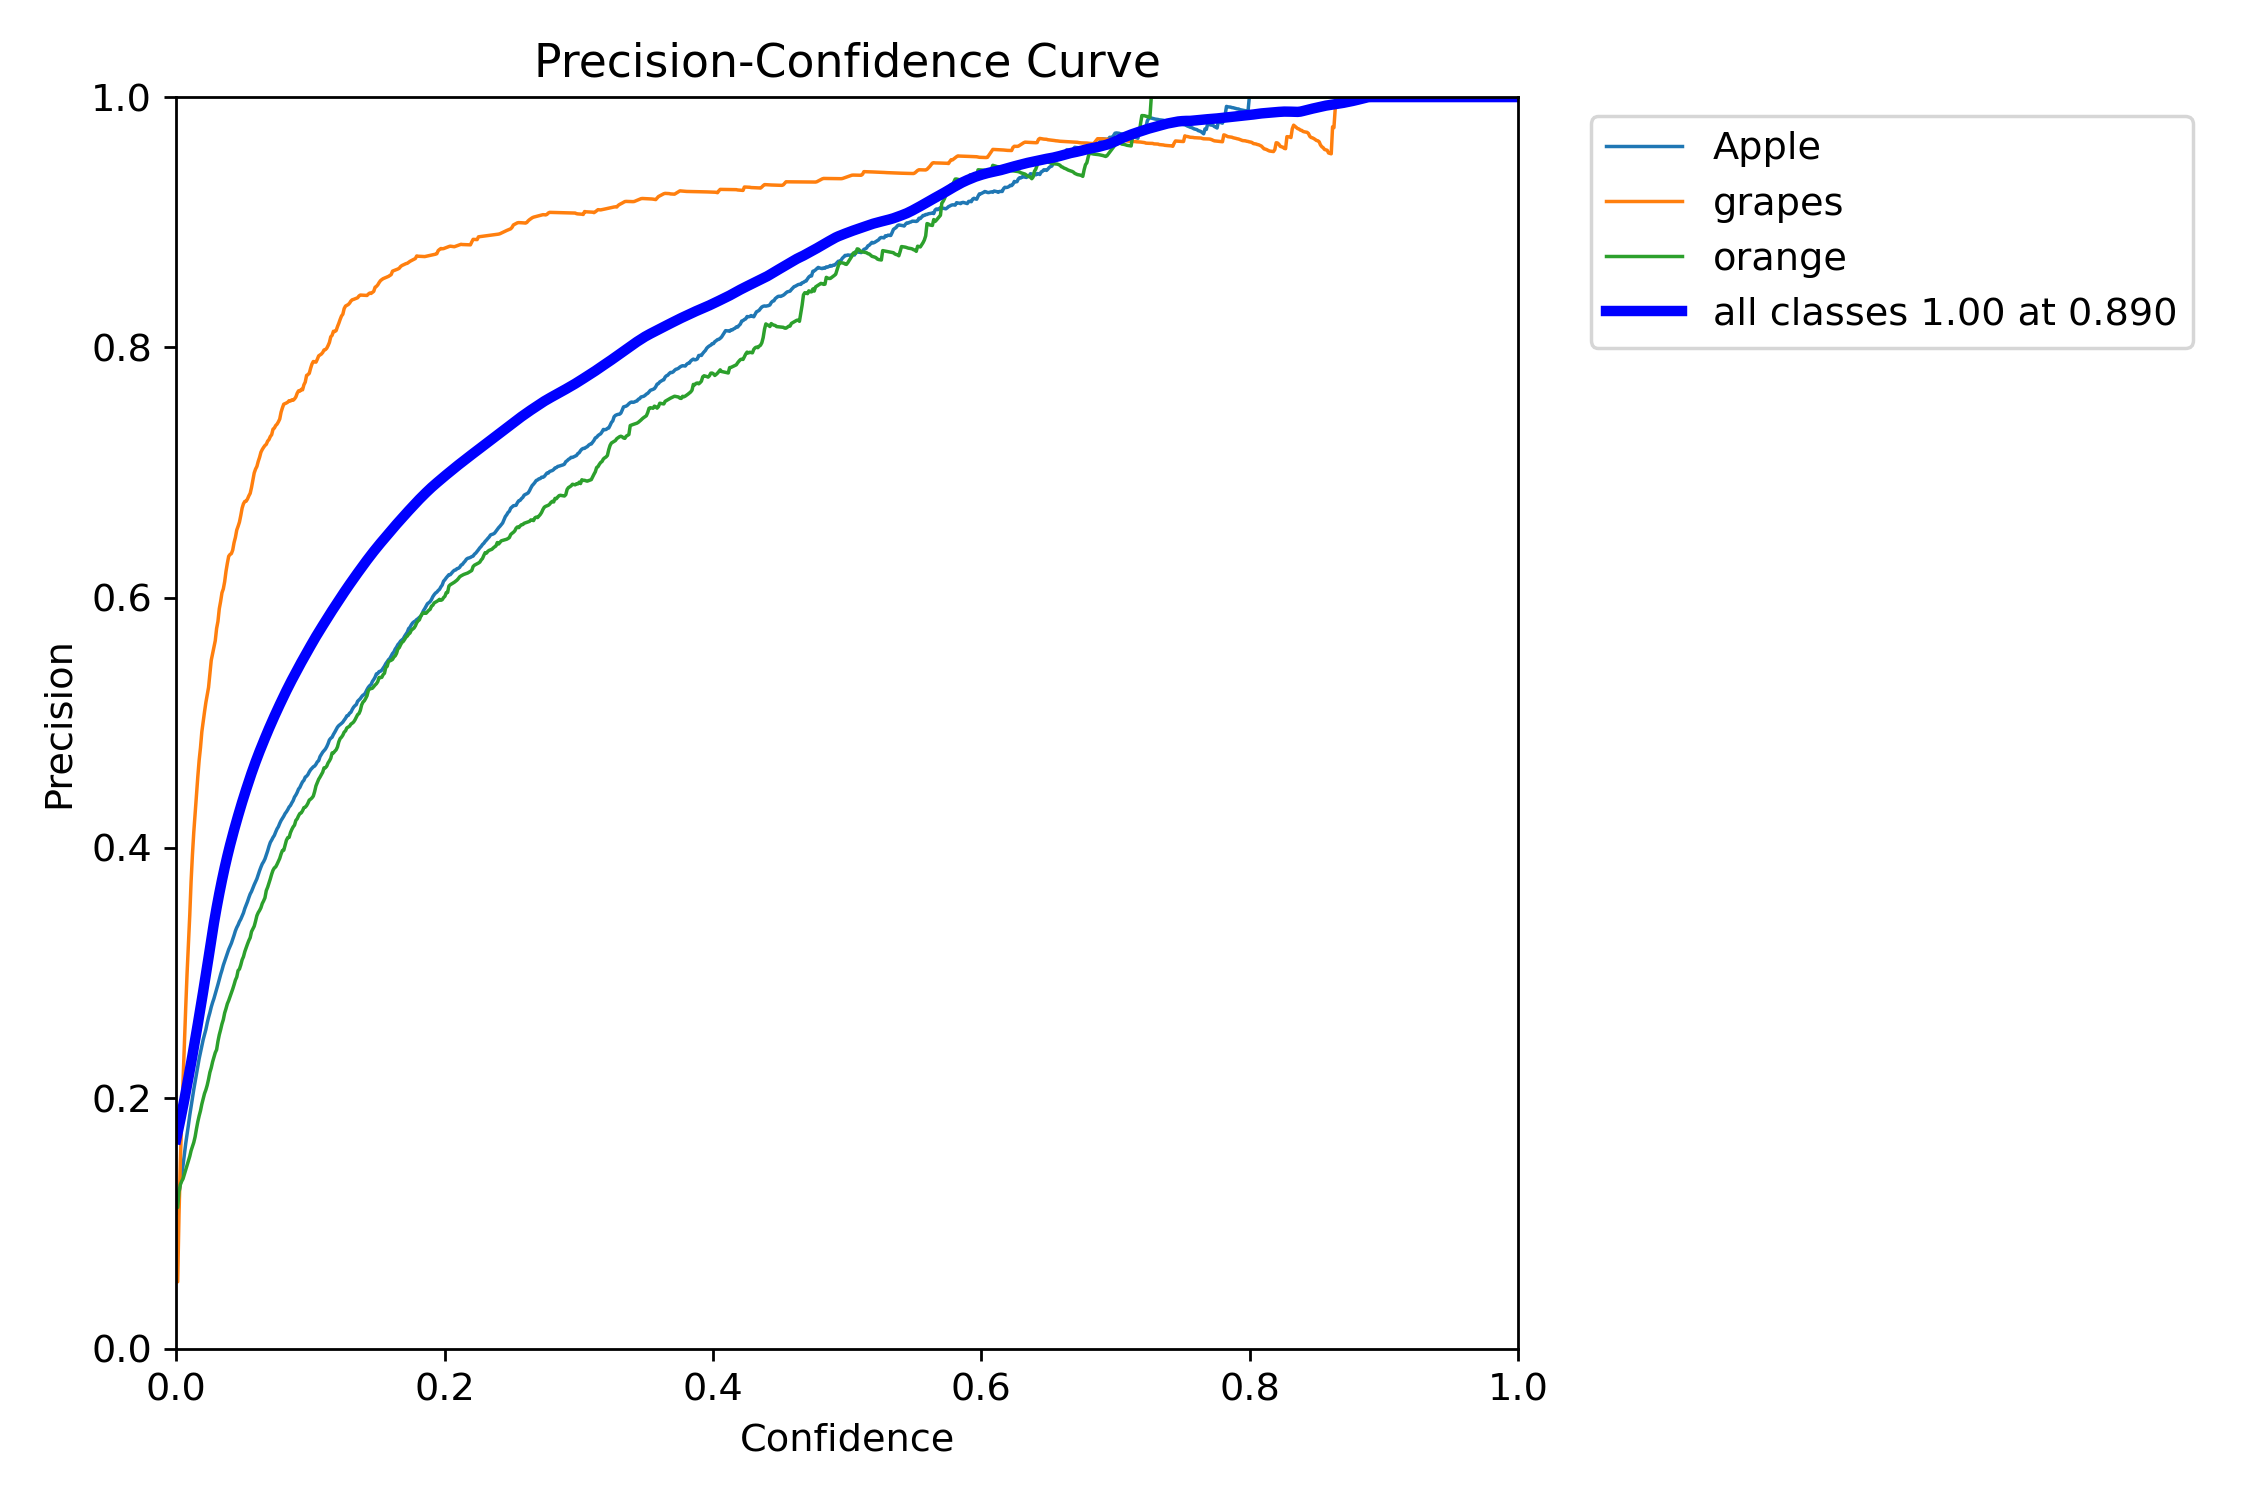 Precision-Confidence Curve
1.0
0.8
0.6
0.4
0.2
0.0
Precision
0.0 0.2 0.4 0.6 0.8 1.0
Confidence
Apple
grapes
orange
all classes 1.00 at 0.890